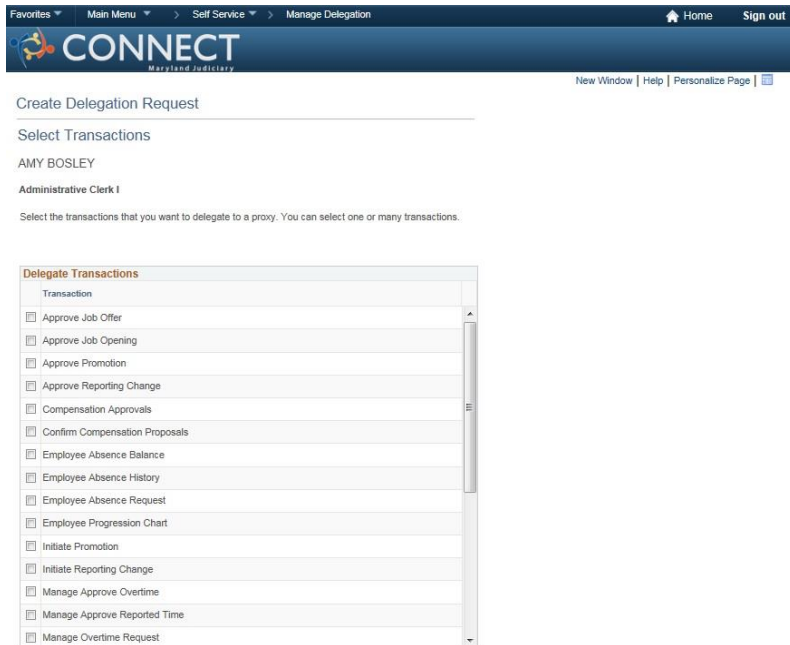 Favorites Main Menu > Self Service > Manage Delegation Home Sign out
CONNECT
Maryland Judiciary
New Window | Help | Personalize Page |
Create Delegation Request
Select Transactions
AMY BOSLEY
Administrative Clerk I
Select the transactions that you want to delegate to a proxy. You can select one or many transactions.
Delegate Transactions
Transaction
Approve Job Offer
Approve Job Opening
Approve Promotion
Approve Reporting Change
Compensation Approvals
Confirm Compensation Proposals
Employee Absence Balance
Employee Absence History
Employee Absence Request
Employee Progression Chart
Initiate Promotion
Initiate Reporting Change
Manage Approve Overtime
Manage Approve Reported Time
Manage Overtime Request